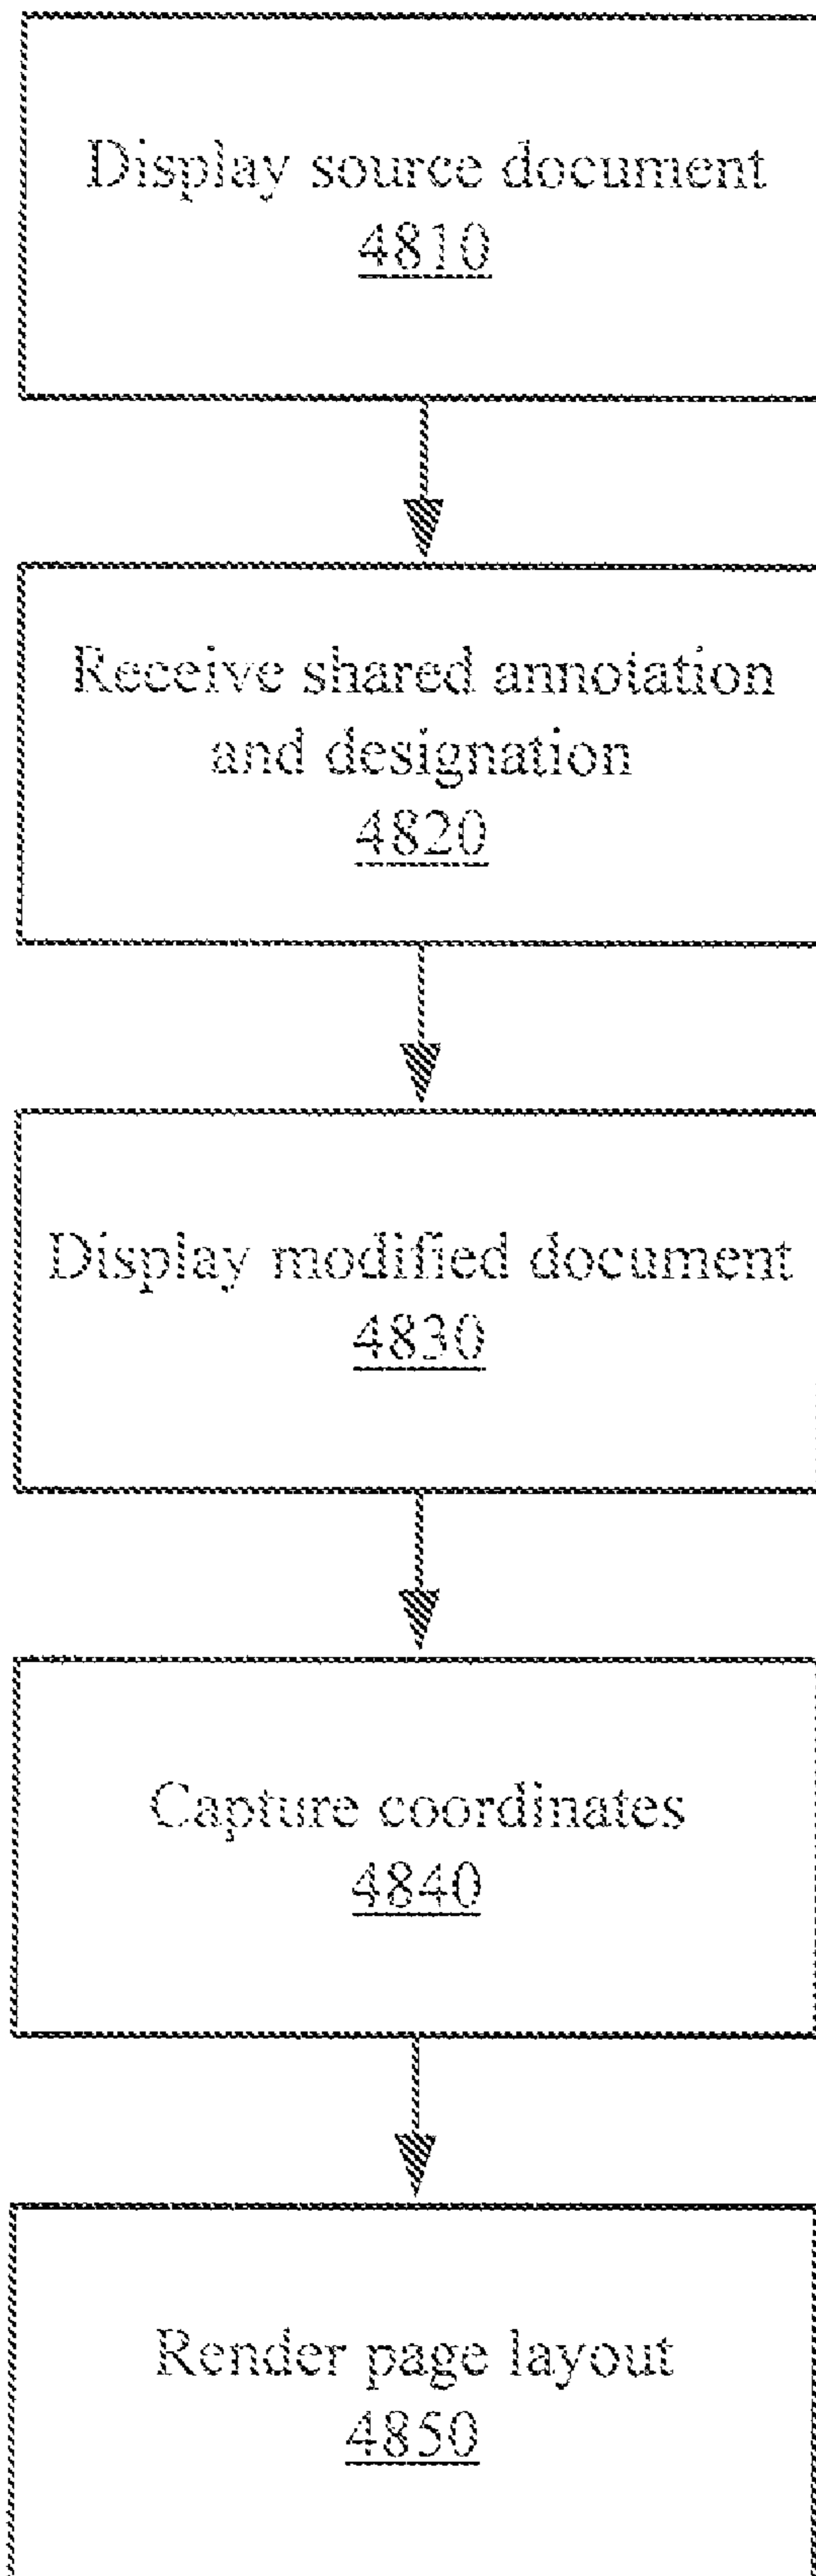 Display source document
4810
Receive shared annotation
and designation
4820
Display modified document
4830
Capture coordinates
4840
Render page layout
4850